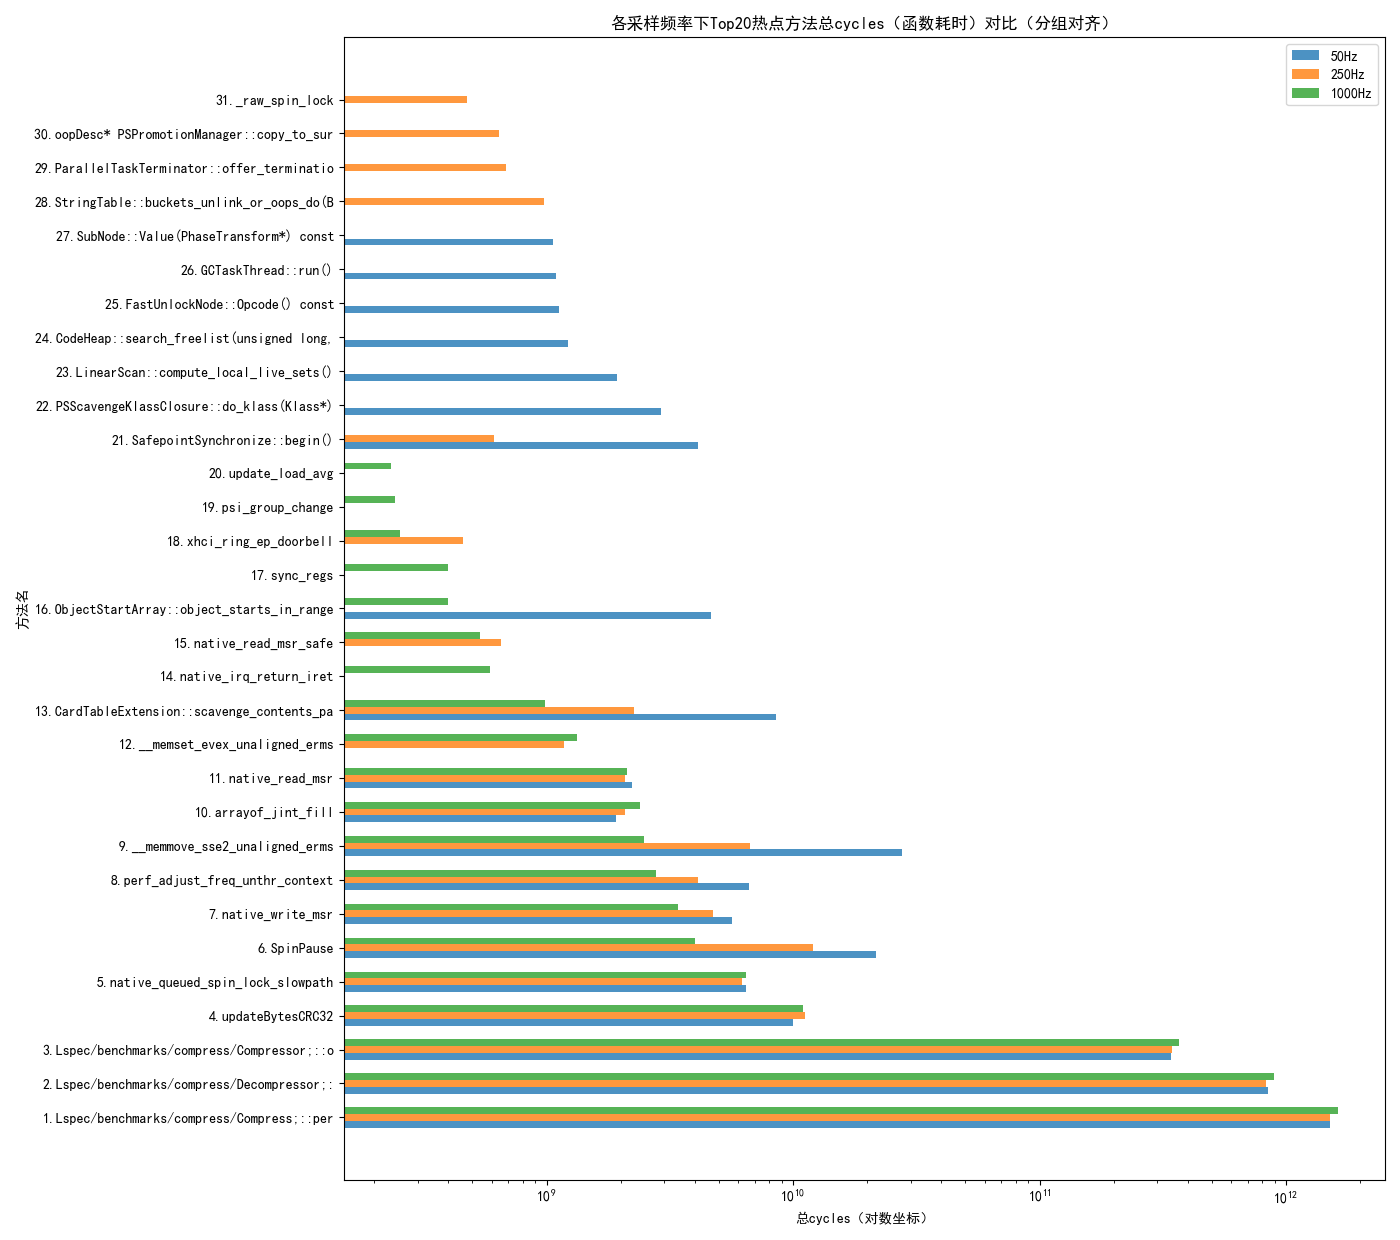 各采样频率下Top20热点方法总cycles（函数耗时）对比（分组对齐）
50Hz
250Hz
1000Hz
31._raw_spin_lock
30.oopDesc* PSPromotionManager::copy_to_sur
29.ParallelTaskTerminator::offer_terminatio
28.StringTable::buckets_unlink_or_oops_do(B
27.SubNode::Value(PhaseTransform*) const
26.GCTaskThread::run()
25.FastUnlockNode::Opcode() const
24.CodeHeap::search_freelist(unsigned long,
23.LinearScan::compute_local_live_sets()
22.PSScavengeKlassClosure::do_klass(Klass*)
21.SafepointSynchronize::begin()
20.update_load_avg
19.psi_group_change
18.xhci_ring_ep_doorbell
17.sync_regs
16.ObjectStartArray::object_starts_in_range
15.native_read_msr_safe
14.native_irq_return_iret
13.CardTableExtension::scavenge_contents_pa
12.__memset_evex_unaligned_erms
11.native_read_msr
10.arrayof_jint_fill
9.__memmove_sse2_unaligned_erms
8.perf_adjust_freq_unthr_context
7.native_write_msr
6.SpinPause
5.native_queued_spin_lock_slowpath
4.updateBytesCRC32
3.Lspec/benchmarks/compress/Compressor;::o
2.Lspec/benchmarks/compress/Decompressor;:
1.Lspec/benchmarks/compress/Compress;::per
方法名
10⁹ 10¹⁰ 10¹¹ 10¹²
总cycles（对数坐标）